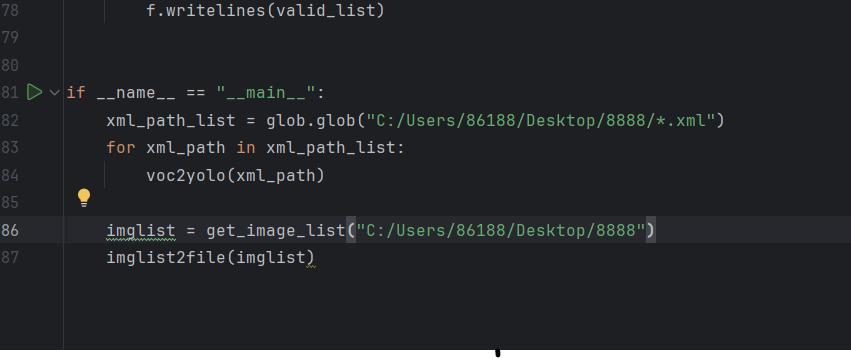 78 f.writelines(valid_list)
79
80
81 if __name__ == "__main__":
82 xml_path_list = glob.glob("C:/Users/86188/Desktop/8888/*.xml")
83 for xml_path in xml_path_list:
84 voc2yolo(xml_path)
85
86 imglist = get_image_list("C:/Users/86188/Desktop/8888")
87 imglist2file(imglist)